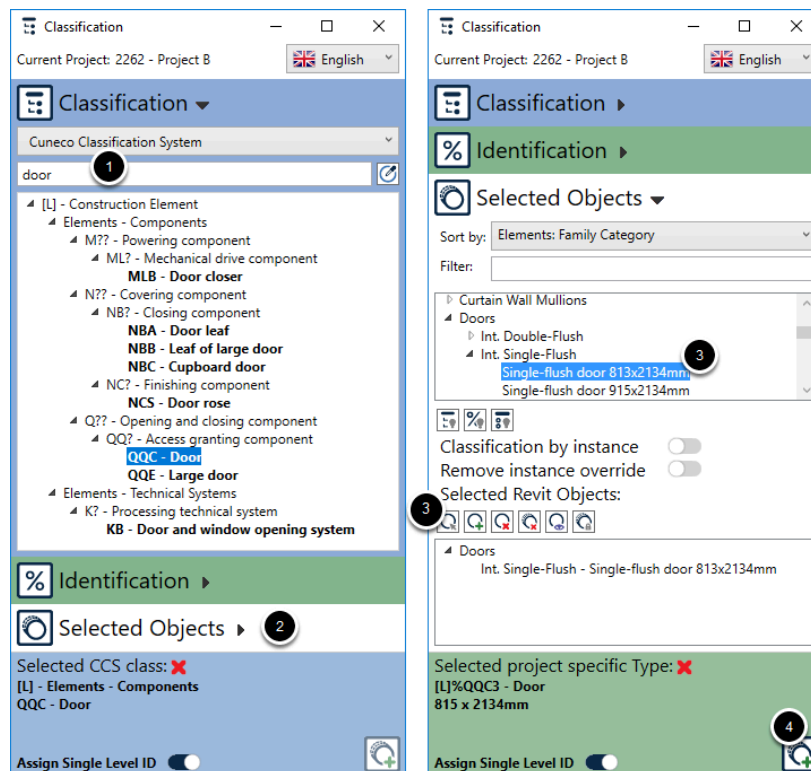 Classification
Current Project: 2262 - Project B
English
Classification
Cuneco Classification System
door
1
[L] - Construction Element
Elements - Components
M?? - Powering component
ML? - Mechanical drive component
MLB - Door closer
N?? - Covering component
NB? - Closing component
NBA - Door leaf
NBB - Leaf of large door
NBC - Cupboard door
NC? - Finishing component
NCS - Door rose
Q?? - Opening and closing component
QQ? - Access granting component
QQC - Door
QQE - Large door
Elements - Technical Systems
K? - Processing technical system
KB - Door and window opening system
% Identification
Selected Objects
2
Selected CCS class:
[L] - Elements - Components
QQC - Door
Assign Single Level ID
Classification
Current Project: 2262 - Project B
English
Classification
% Identification
Selected Objects
Sort by: Elements: Family Category
Filter:
Curtain Wall Mullions
Doors
Int. Double-Flush
Int. Single-Flush
3
Single-flush door 813x2134mm
Single-flush door 915x2134mm
Classification by instance
Remove instance override
Selected Revit Objects:
3
Doors
Int. Single-Flush - Single-flush door 813x2134mm
Selected project specific Type:
[L]%QQC3 - Door
815 x 2134mm
4
Assign Single Level ID